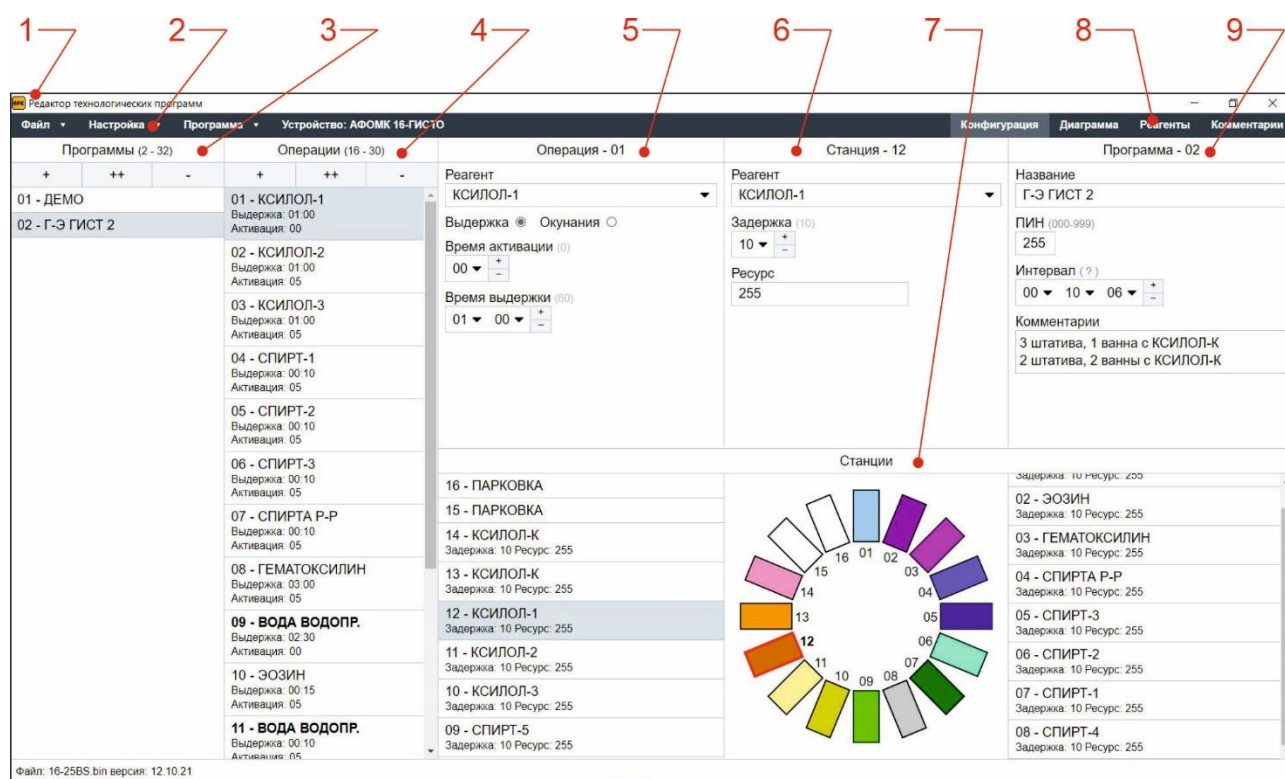 1 2 3 4 5 6 7 8 9
Редактор технологических программ
Файл Настройка Программа Устройство: АФОМК 16-ГИСТО Конфигурация Диаграмма Реагенты Комментарии
Программы (2 - 32)
+ ++ -
01 - ДЕМО
02 - Г-Э ГИСТ 2
Операции (16 - 30)
+ ++ -
01 - КСИЛОЛ-1
Выдержка: 01:00
Активация: 00
02 - КСИЛОЛ-2
Выдержка: 01:00
Активация: 05
03 - КСИЛОЛ-3
Выдержка: 01:00
Активация: 05
04 - СПИРТ-1
Выдержка: 00:10
Активация: 05
05 - СПИРТ-2
Выдержка: 00:10
Активация: 05
06 - СПИРТ-3
Выдержка: 00:10
Активация: 05
07 - СПИРТА Р-Р
Выдержка: 00:10
Активация: 05
08 - ГЕМАТОКСИЛИН
Выдержка: 03:00
Активация: 05
09 - ВОДА ВОДОПР.
Выдержка: 02:30
Активация: 00
10 - ЭОЗИН
Выдержка: 00:15
Активация: 05
11 - ВОДА ВОДОПР.
Выдержка: 00:10
Активация: 05
Операция - 01
Реагент
КСИЛОЛ-1
Выдержка Окунания
Время активации (0)
00 + -
Время выдержки (60)
01 00 + -
Станция - 12
Реагент
КСИЛОЛ-1
Задержка (10)
10 + -
Ресурс
255
Программа - 02
Название
Г-Э ГИСТ 2
ПИН (000-999)
255
Интервал (?)
00 10 06 + -
Комментарии
3 штатива, 1 ванна с КСИЛОЛ-К
2 штатива, 2 ванны с КСИЛОЛ-К
Станции
16 - ПАРКОВКА
15 - ПАРКОВКА
14 - КСИЛОЛ-К
Задержка: 10 Ресурс: 255
13 - КСИЛОЛ-К
Задержка: 10 Ресурс: 255
12 - КСИЛОЛ-1
Задержка: 10 Ресурс: 255
11 - КСИЛОЛ-2
Задержка: 10 Ресурс: 255
10 - КСИЛОЛ-3
Задержка: 10 Ресурс: 255
09 - СПИРТ-5
Задержка: 10 Ресурс: 255
01
02
03
04
05
06
07
08
09
10
11
12
13
14
15
16
Задержка: 10 Ресурс: 255
02 - ЭОЗИН
Задержка: 10 Ресурс: 255
03 - ГЕМАТОКСИЛИН
Задержка: 10 Ресурс: 255
04 - СПИРТА Р-Р
Задержка: 10 Ресурс: 255
05 - СПИРТ-3
Задержка: 10 Ресурс: 255
06 - СПИРТ-2
Задержка: 10 Ресурс: 255
07 - СПИРТ-1
Задержка: 10 Ресурс: 255
08 - СПИРТ-4
Задержка: 10 Ресурс: 255
Файл: 16-25BS.bin версия: 12.10.21